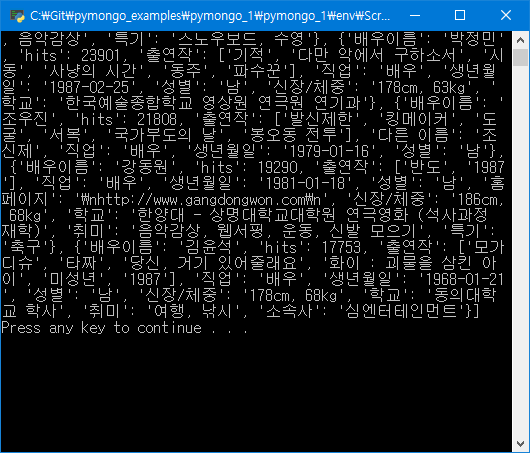 C:₩Git₩pymongo_examples₩pymongo_1₩pymongo_1₩env₩Scr...
, 음악감상', '특기': '스노우보드, 수영'}, {'배우이름': '박정민
', 'hits': 23901, '출연작': ['기적', '다만 악에서 구하소서', '시
동', '사냥의 시간', '동주', '파수꾼'], '직업': '배우', '생년월
일': '1987-02-25', '성별': '남', '신장/체중': '178cm, 63kg', '
학교': '한국예술종합학교 영상원 연극원 연기과'}, {'배우이름': '
조우진', 'hits': 21808, '출연작': ['발신제한', '킹메이커', '도
굴', '서복', '국가부도의 날', '봉오동 전투'], '다른 이름': '조
신제', '직업': '배우', '생년월일': '1979-01-16', '성별': '남'},
 {'배우이름': '강동원', 'hits': 19290, '출연작': ['반도', '1987
'], '직업': '배우', '생년월일': '1981-01-18', '성별': '남', '홈
페이지': '₩nhttp://www.gangdongwon.com₩n', '신장/체중': '186cm,
 68kg', '학교': '한양대 - 상명대학교대학원 연극영화 (석사과정
재학)', '취미': '음악감상, 웹서핑, 운동, 신발 모으기', '특기':
'축구'}, {'배우이름': '김윤석', 'hits': 17753, '출연작': ['모가
디슈', '타짜', '당신, 거기 있어줄래요', '화이 : 괴물을 삼킨 아
이', '미성년', '1987'], '직업': '배우', '생년월일': '1968-01-21
', '성별': '남', '신장/체중': '178cm, 68kg', '학교': '동의대학
교 학사', '취미': '여행, 낚시', '소속사': '심엔터테인먼트'}]
Press any key to continue . . .